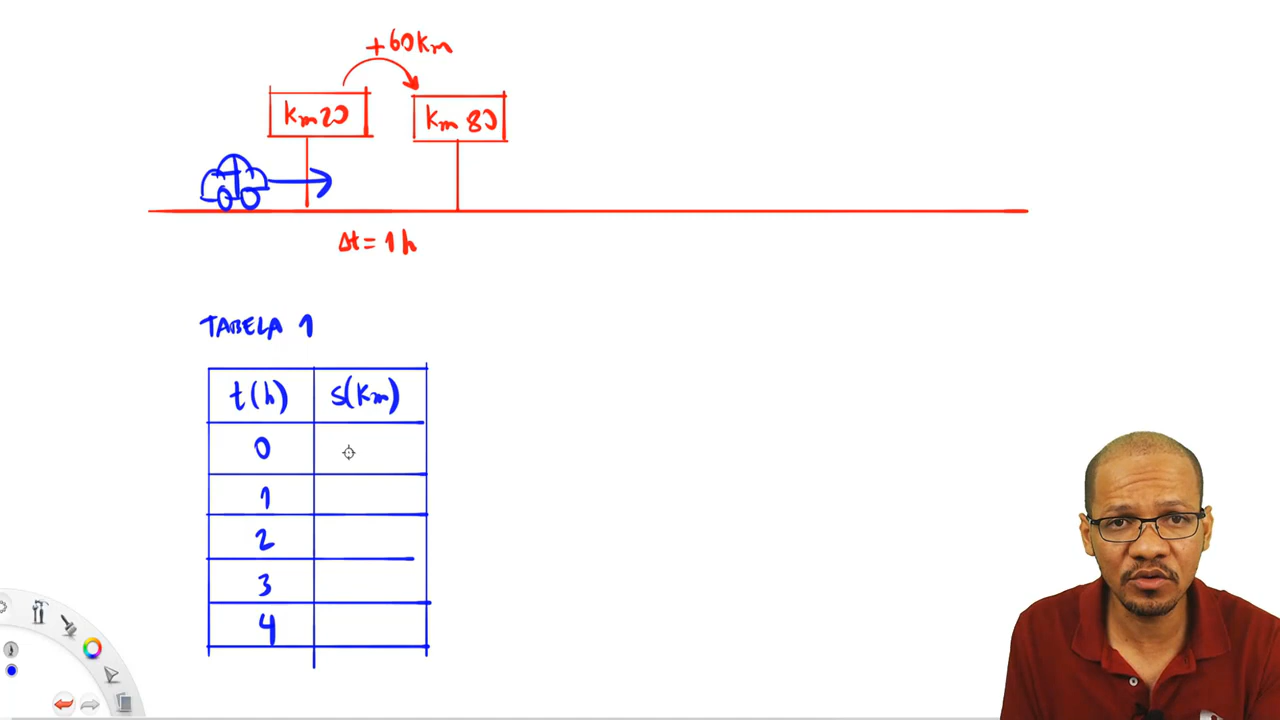 +60Km
Km 20
Km 80
Δt = 1h
TABELA 1
t(h) s(Km)
0
1
2
3
4